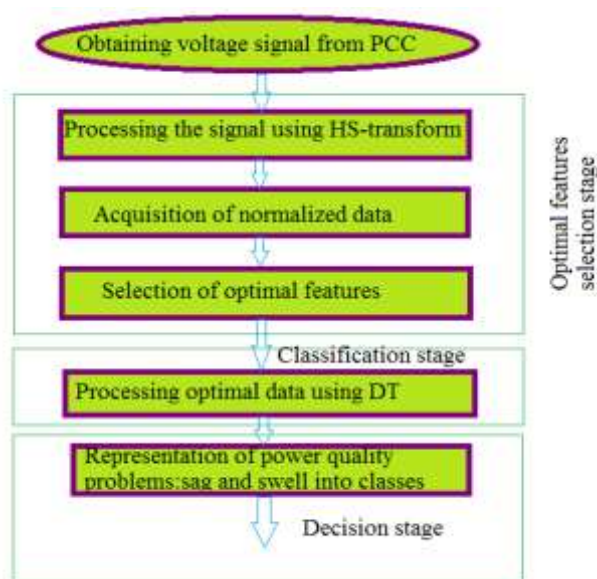 Obtaining voltage signal from PCC
Processing the signal using HS-transform
Acquisition of normalized data
Selection of optimal features
Optimal features
selection stage
Classification stage
Processing optimal data using DT
Representation of power quality
problems:sag and swell into classes
Decision stage